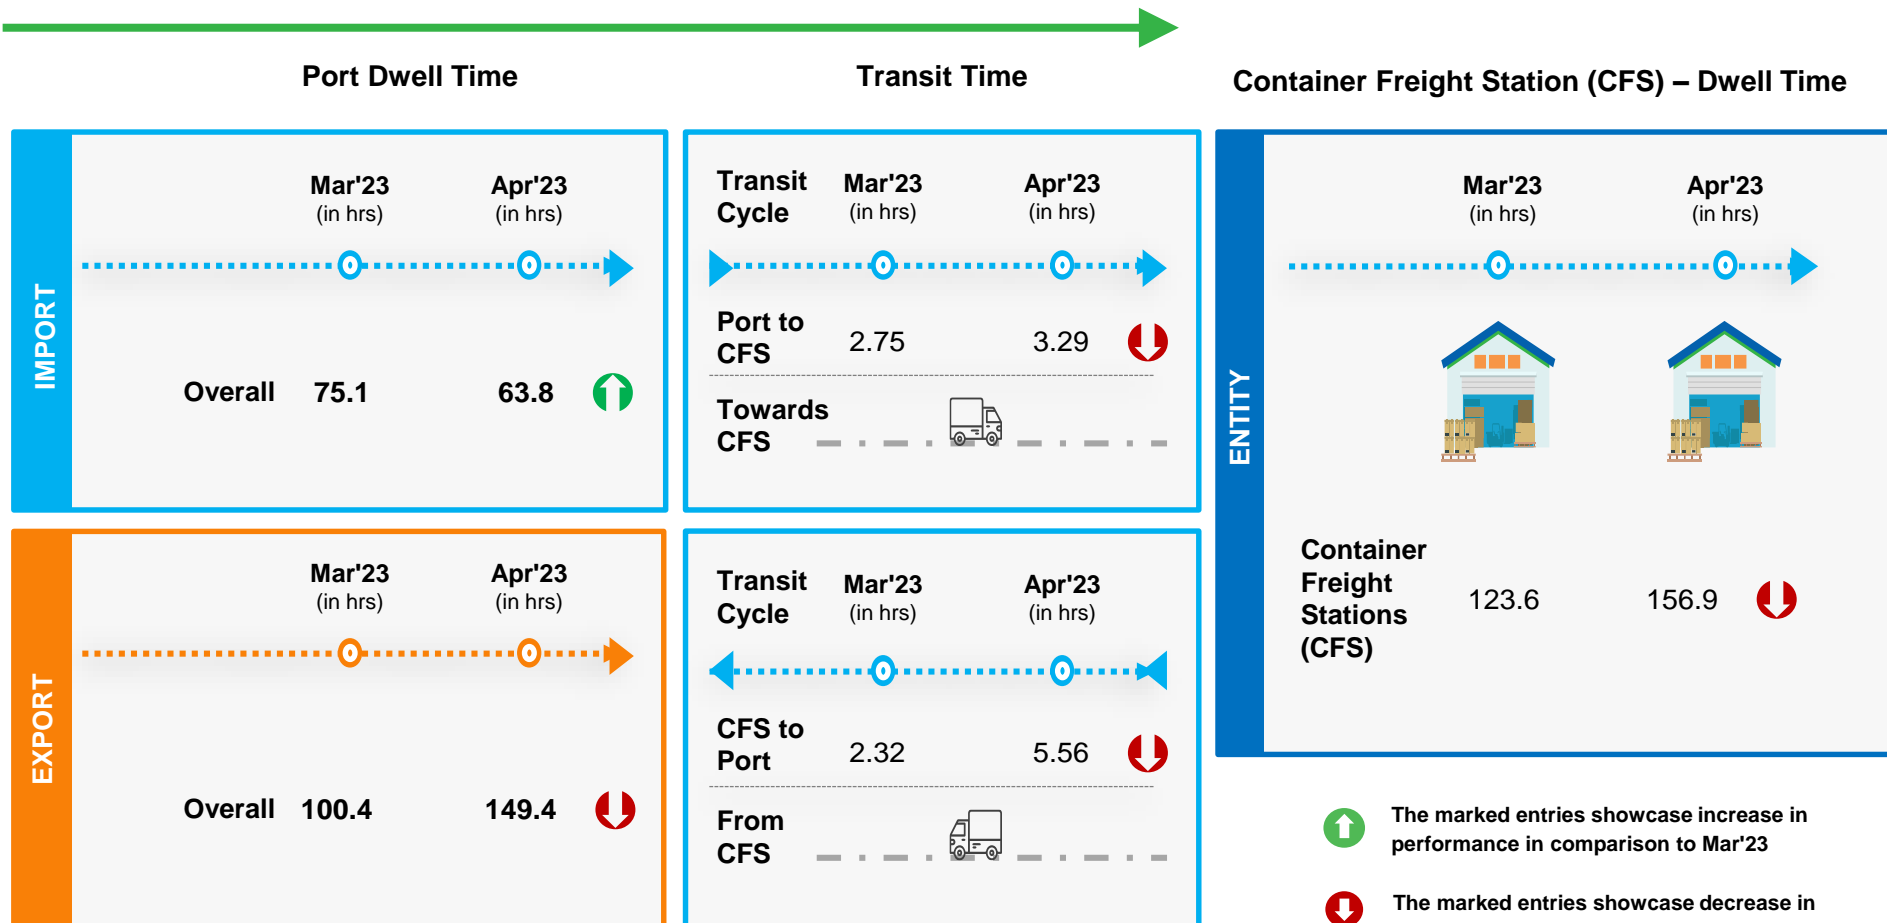 Port Dwell Time
Transit Time
Container Freight Station (CFS) – Dwell Time
IMPORT
Mar'23
Apr'23
(in hrs)
(in hrs)
Overall 75.1 63.8
Transit
Cycle
Mar'23
Apr'23
(in hrs)
(in hrs)
Port to
CFS
2.75 3.29
Towards
CFS
ENTITY
Mar'23
Apr'23
(in hrs)
(in hrs)
Container
Freight
Stations
(CFS)
123.6 156.9
EXPORT
Mar'23
Apr'23
(in hrs)
(in hrs)
Overall 100.4 149.4
Transit
Cycle
Mar'23
Apr'23
(in hrs)
(in hrs)
CFS to
Port
2.32 5.56
From
CFS
The marked entries showcase increase in
performance in comparison to Mar'23
The marked entries showcase decrease in